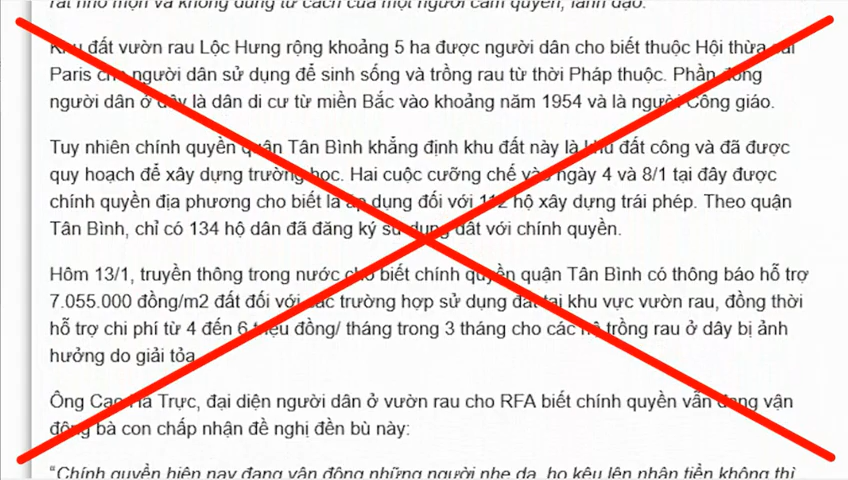 rất nhỏ mọn và không đúng tư cách của một người cầm quyền, lãnh đạo.
Khu đất vườn rau Lộc Hưng rộng khoảng 5 ha được người dân cho biết thuộc Hội thừa sai
Paris cho người dân sử dụng để sinh sống và trồng rau từ thời Pháp thuộc. Phần đông
người dân ở đây là dân di cư từ miền Bắc vào khoảng năm 1954 và là người Công giáo.
Tuy nhiên chính quyền quận Tân Bình khẳng định khu đất này là khu đất công và đã được
quy hoạch để xây dựng trường học. Hai cuộc cưỡng chế vào ngày 4 và 8/1 tại đây được
chính quyền địa phương cho biết là áp dụng đối với 112 hộ xây dựng trái phép. Theo quận
Tân Bình, chỉ có 134 hộ dân đã đăng ký sử dụng đất với chính quyền.
Hôm 13/1, truyền thông trong nước cho biết chính quyền quận Tân Bình có thông báo hỗ trợ
7.055.000 đồng/m2 đất đối với các trường hợp sử dụng đất tại khu vực vườn rau, đồng thời
hỗ trợ chi phí từ 4 đến 6 triệu đồng/ tháng trong 3 tháng cho các hộ trồng rau ở dây bị ảnh
hưởng do giải tỏa.
Ông Cao Hà Trực, đại diện người dân ở vườn rau cho RFA biết chính quyền vẫn đang vận
động bà con chấp nhận đề nghị đền bù này:
“Chính quyền hiện nay đang vận động những người nhẹ dạ, họ kêu lên nhận tiền không thì